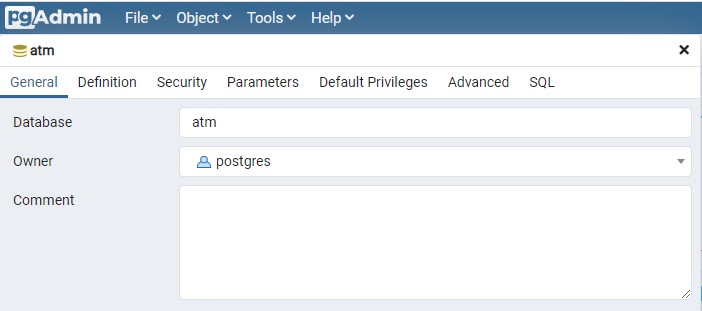 pgAdmin File Object Tools Help
atm
General Definition Security Parameters Default Privileges Advanced SQL
Database atm
Owner postgres
Comment